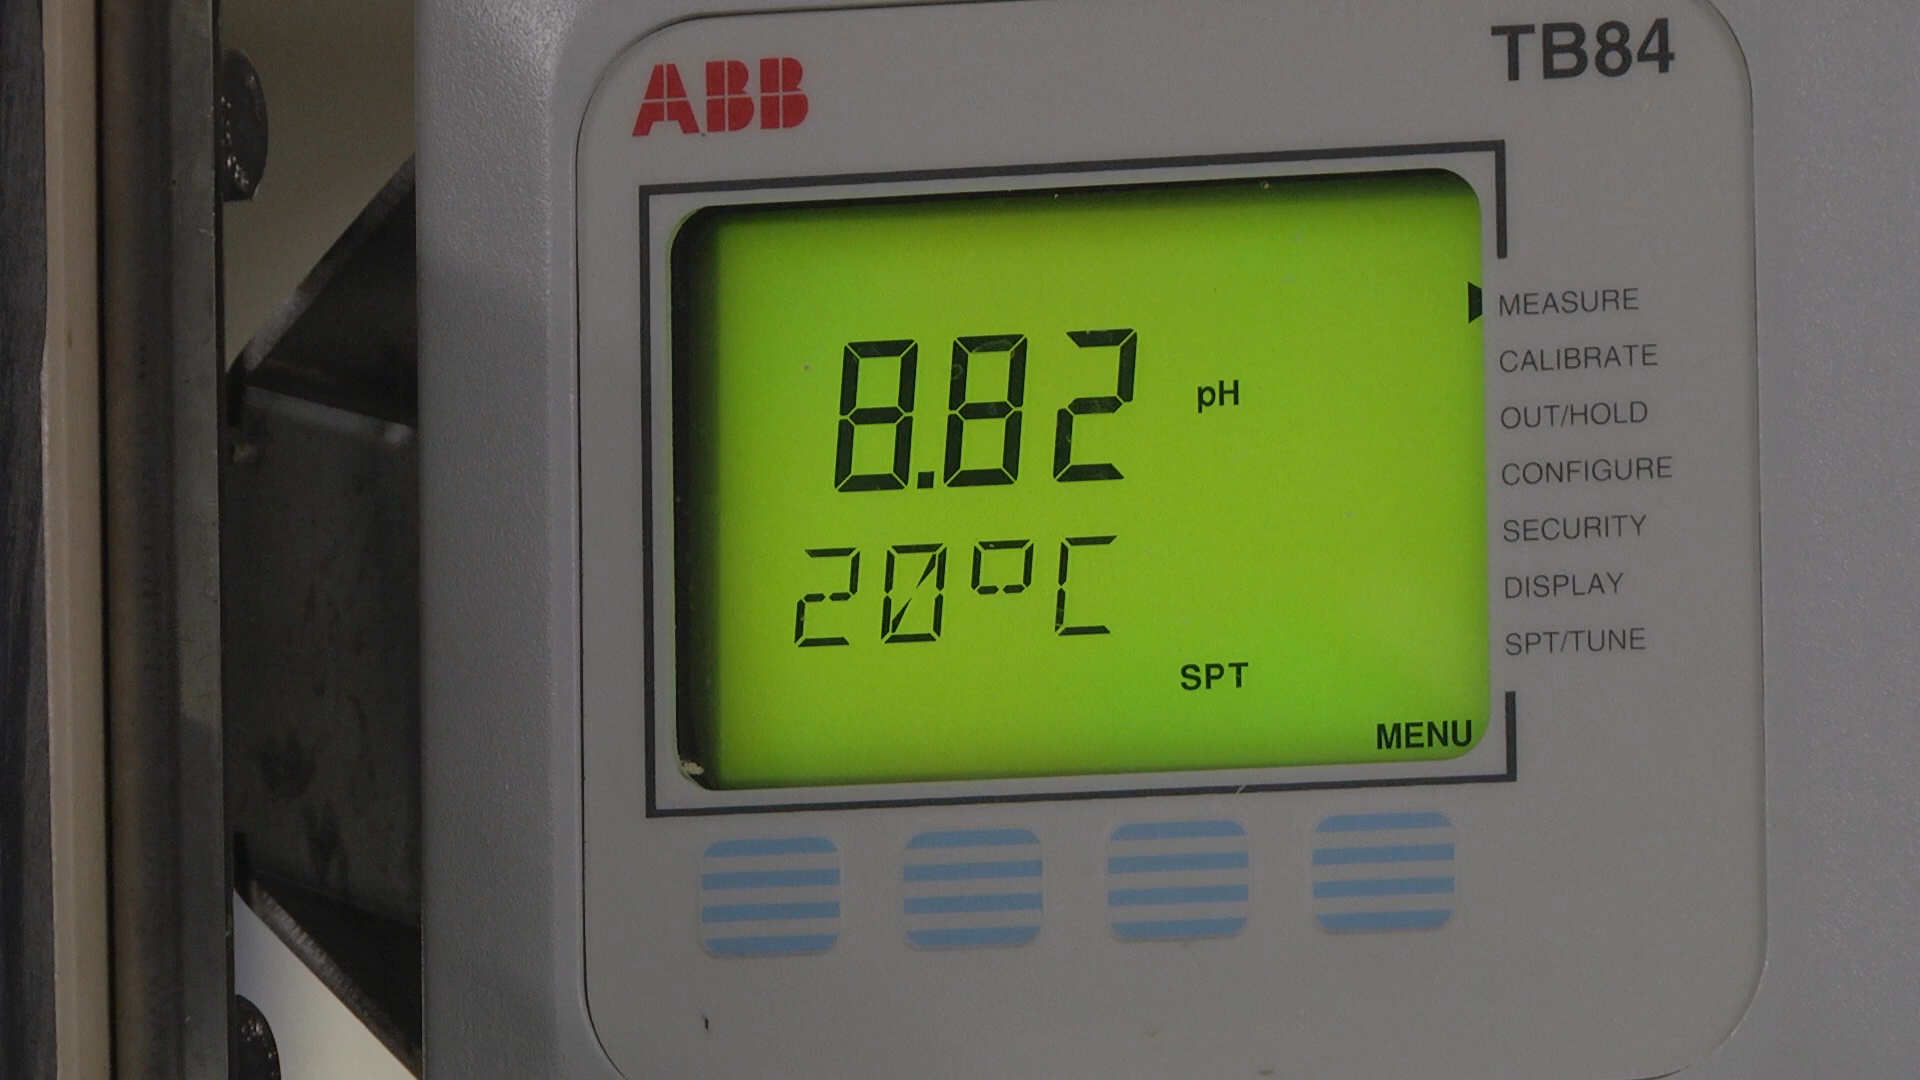 ABB
TB84
8.82 pH
20°C
SPT
MENU
MEASURE
CALIBRATE
OUT/HOLD
CONFIGURE
SECURITY
DISPLAY
SPT/TUNE